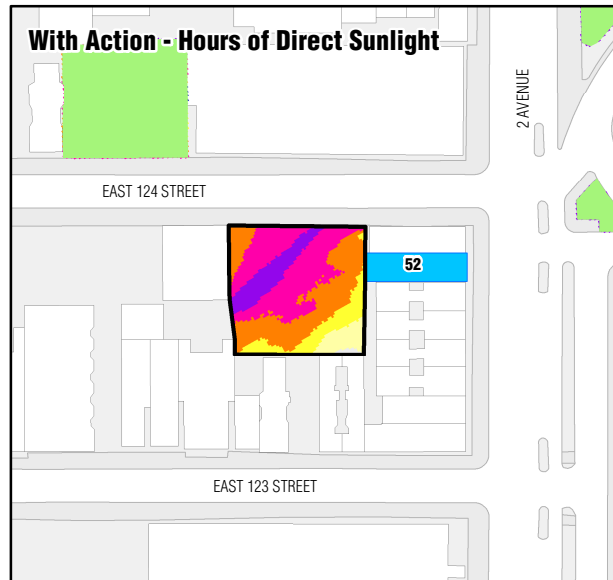 With Action - Hours of Direct Sunlight
2 AVENUE
EAST 124 STREET
52
EAST 123 STREET